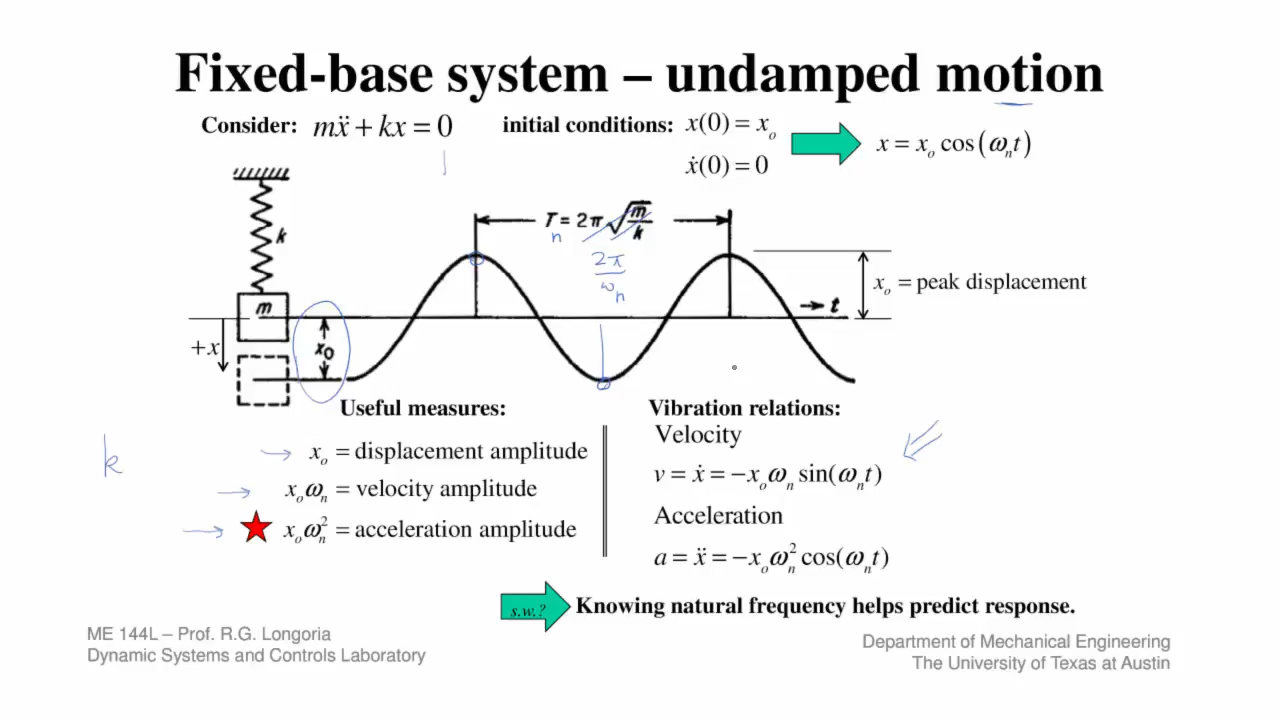 Fixed-base system – undamped motion
Consider: mẍ + kx = 0
initial conditions: x(0) = xₒ
ẋ(0) = 0
x = xₒ cos(ωₙt)
T = 2π √(m/k)
n
2π
ωₙ
k
m
t
xₒ = peak displacement
+x
x₀
Useful measures:
xₒ = displacement amplitude
xₒωₙ = velocity amplitude
xₒωₙ² = acceleration amplitude
k
Vibration relations:
Velocity
v = ẋ = −xₒωₙ sin(ωₙt)
Acceleration
a = ẍ = −xₒωₙ² cos(ωₙt)
s.w.? Knowing natural frequency helps predict response.
ME 144L – Prof. R.G. Longoria
Dynamic Systems and Controls Laboratory
Department of Mechanical Engineering
The University of Texas at Austin